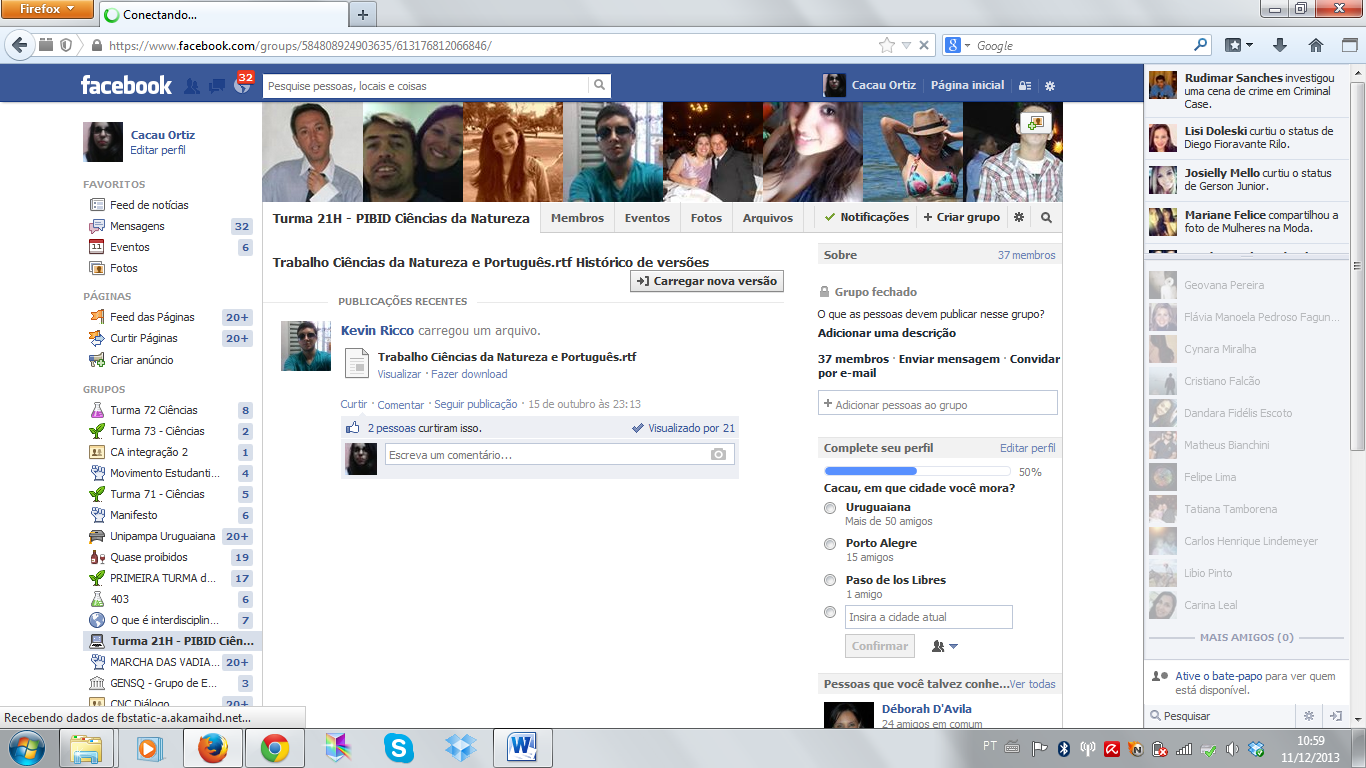 Firefox
Conectando...
https://www.facebook.com/groups/584808924903635/613176812066846/
Google
facebook
32
Pesquise pessoas, locais e coisas
Cacau Ortiz
Página inicial
Cacau Ortiz
Editar perfil
FAVORITOS
Feed de notícias
Mensagens 32
Eventos 6
Fotos
PÁGINAS
Feed das Páginas 20+
Curtir Páginas 20+
Criar anúncio
GRUPOS
Turma 72 Ciências 8
Turma 73 - Ciências 2
CA integração 2 1
Movimento Estudanti... 4
Turma 71 - Ciências 5
Manifesto 6
Unipampa Uruguaiana 20+
Quase proibidos 19
PRIMEIRA TURMA d... 17
403 6
O que é interdisciplin... 7
Turma 21H - PIBID Ciên...
MARCHA DAS VADIA... 20+
GENSQ - Grupo de E... 3
CNC Diálogo 20+
Recebendo dados de fbstatic-a.akamaihd.net...
Turma 21H - PIBID Ciências da Natureza
Membros
Eventos
Fotos
Arquivos
Notificações
+ Criar grupo
Trabalho Ciências da Natureza e Português.rtf Histórico de versões
Carregar nova versão
PUBLICAÇÕES RECENTES
Kevin Ricco carregou um arquivo.
Trabalho Ciências da Natureza e Português.rtf
Visualizar · Fazer download
Curtir · Comentar · Seguir publicação · 15 de outubro às 23:13
2 pessoas curtiram isso.
Visualizado por 21
Escreva um comentário...
Sobre
37 membros
Grupo fechado
O que as pessoas devem publicar nesse grupo?
Adicionar uma descrição
37 membros · Enviar mensagem · Convidar
por e-mail
+ Adicionar pessoas ao grupo
Complete seu perfil
Editar perfil
50%
Cacau, em que cidade você mora?
Uruguaiana
Mais de 50 amigos
Porto Alegre
15 amigos
Paso de los Libres
1 amigo
Insira a cidade atual
Confirmar
Pessoas que você talvez conhe...
Ver todas
Déborah D'Avila
24 amigos em comum
Rudimar Sanches investigou
uma cena de crime em Criminal
Case.
Lisi Doleski curtiu o status de
Diego Fioravante Rilo.
Josielly Mello curtiu o status
de Gerson Junior.
Mariane Felice compartilhou a
foto de Mulheres na Moda.
Geovana Pereira
Flávia Manoela Pedroso Fagun...
Cynara Miralha
Cristiano Falcão
Dandara Fidélis Escoto
Matheus Bianchini
Felipe Lima
Tatiana Tamborena
Carlos Henrique Lindemeyer
Libio Pinto
Carina Leal
MAIS AMIGOS (0)
Ative o bate-papo para ver quem
está disponível.
Pesquisar
PT
10:59
11/12/2013